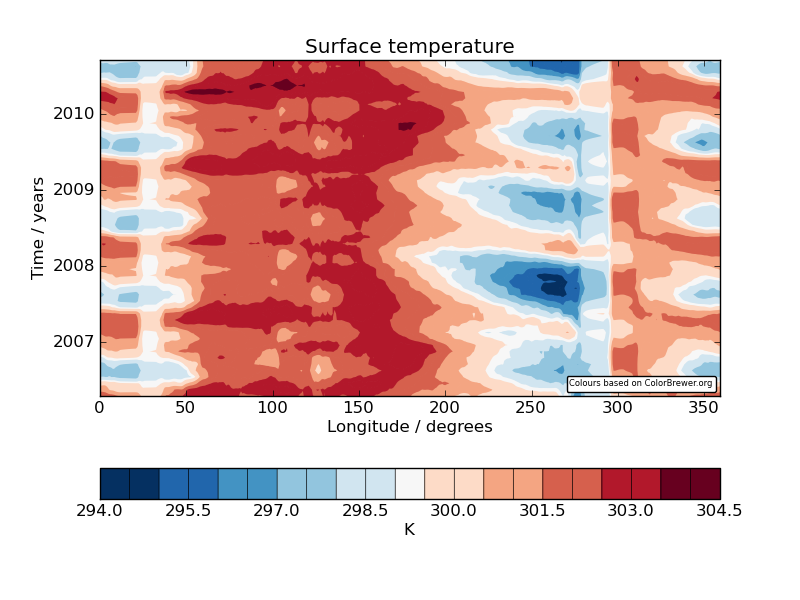 Surface temperature
2010
2009
2008
2007
Time / years
Colours based on ColorBrewer.org
0 50 100 150 200 250 300 350
Longitude / degrees
294.0 295.5 297.0 298.5 300.0 301.5 303.0 304.5
K